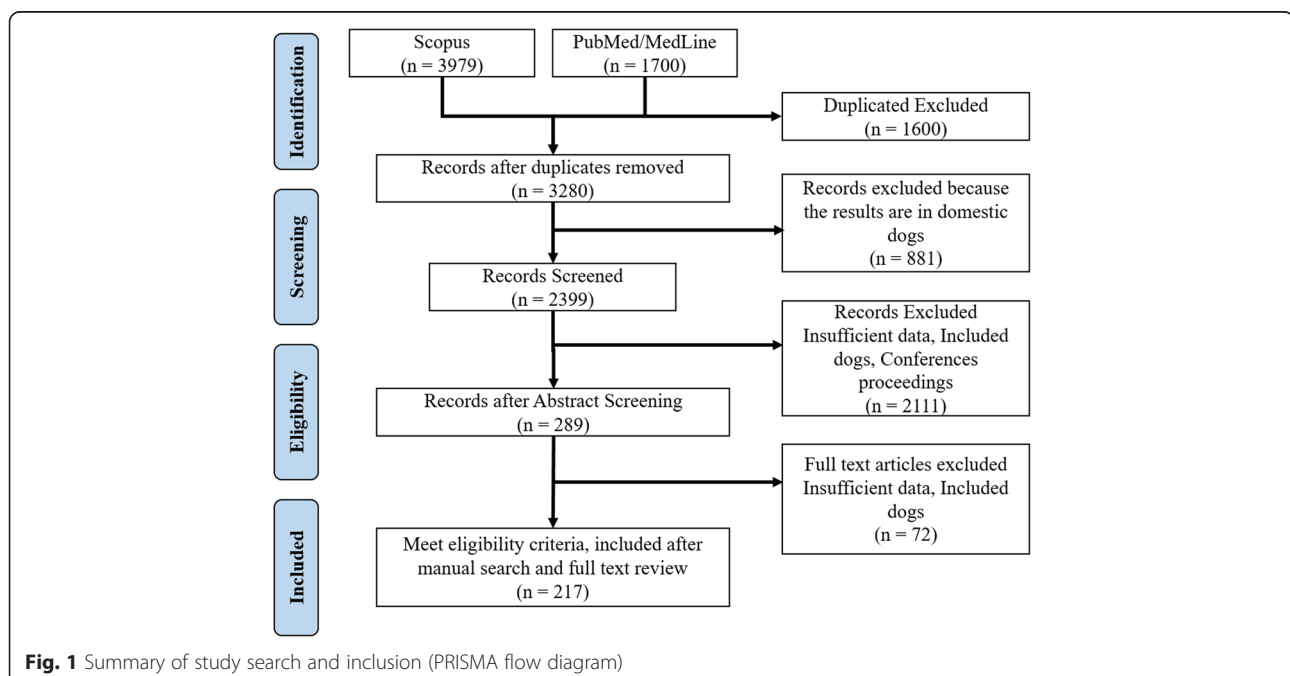 Identification
Scopus
(n = 3979)
PubMed/MedLine
(n = 1700)
Duplicated Excluded
(n = 1600)
Records after duplicates removed
(n = 3280)
Screening
Records excluded because
the results are in domestic
dogs
(n = 881)
Records Screened
(n = 2399)
Records Excluded
Insufficient data, Included
dogs, Conferences
proceedings
(n = 2111)
Eligibility
Records after Abstract Screening
(n = 289)
Full text articles excluded
Insufficient data, Included
dogs
(n = 72)
Included
Meet eligibility criteria, included after
manual search and full text review
(n = 217)
Fig. 1 Summary of study search and inclusion (PRISMA flow diagram)